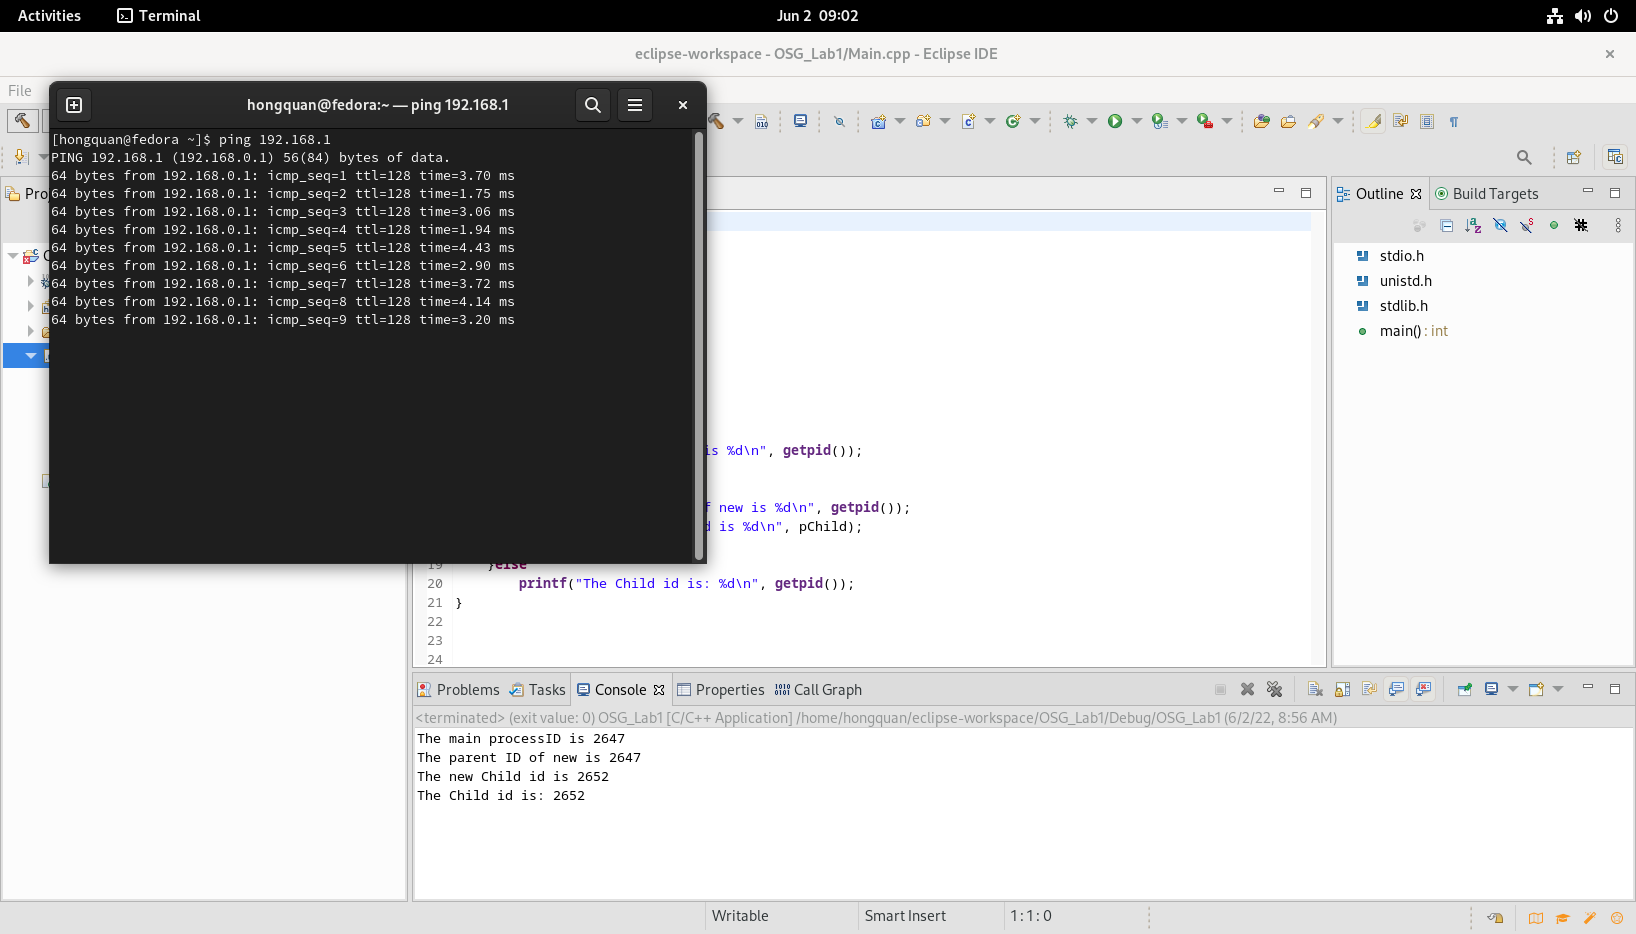 Activities
Terminal
Jun 2 09:02
eclipse-workspace - OSG_Lab1/Main.cpp - Eclipse IDE
File
hongquan@fedora:~ — ping 192.168.1
[hongquan@fedora ~]$ ping 192.168.1
PING 192.168.1 (192.168.0.1) 56(84) bytes of data.
64 bytes from 192.168.0.1: icmp_seq=1 ttl=128 time=3.70 ms
64 bytes from 192.168.0.1: icmp_seq=2 ttl=128 time=1.75 ms
64 bytes from 192.168.0.1: icmp_seq=3 ttl=128 time=3.06 ms
64 bytes from 192.168.0.1: icmp_seq=4 ttl=128 time=1.94 ms
64 bytes from 192.168.0.1: icmp_seq=5 ttl=128 time=4.43 ms
64 bytes from 192.168.0.1: icmp_seq=6 ttl=128 time=2.90 ms
64 bytes from 192.168.0.1: icmp_seq=7 ttl=128 time=3.72 ms
64 bytes from 192.168.0.1: icmp_seq=8 ttl=128 time=4.14 ms
64 bytes from 192.168.0.1: icmp_seq=9 ttl=128 time=3.20 ms
Pro
is %d\n", getpid());
f new is %d\n", getpid());
d is %d\n", pChild);
19 }else
20 printf("The Child id is: %d\n", getpid());
21 }
22
23
24
Outline
Build Targets
stdio.h
unistd.h
stdlib.h
main() : int
Problems
Tasks
Console
Properties
Call Graph
<terminated> (exit value: 0) OSG_Lab1 [C/C++ Application] /home/hongquan/eclipse-workspace/OSG_Lab1/Debug/OSG_Lab1 (6/2/22, 8:56 AM)
The main processID is 2647
The parent ID of new is 2647
The new Child id is 2652
The Child id is: 2652
Writable
Smart Insert
1 : 1 : 0